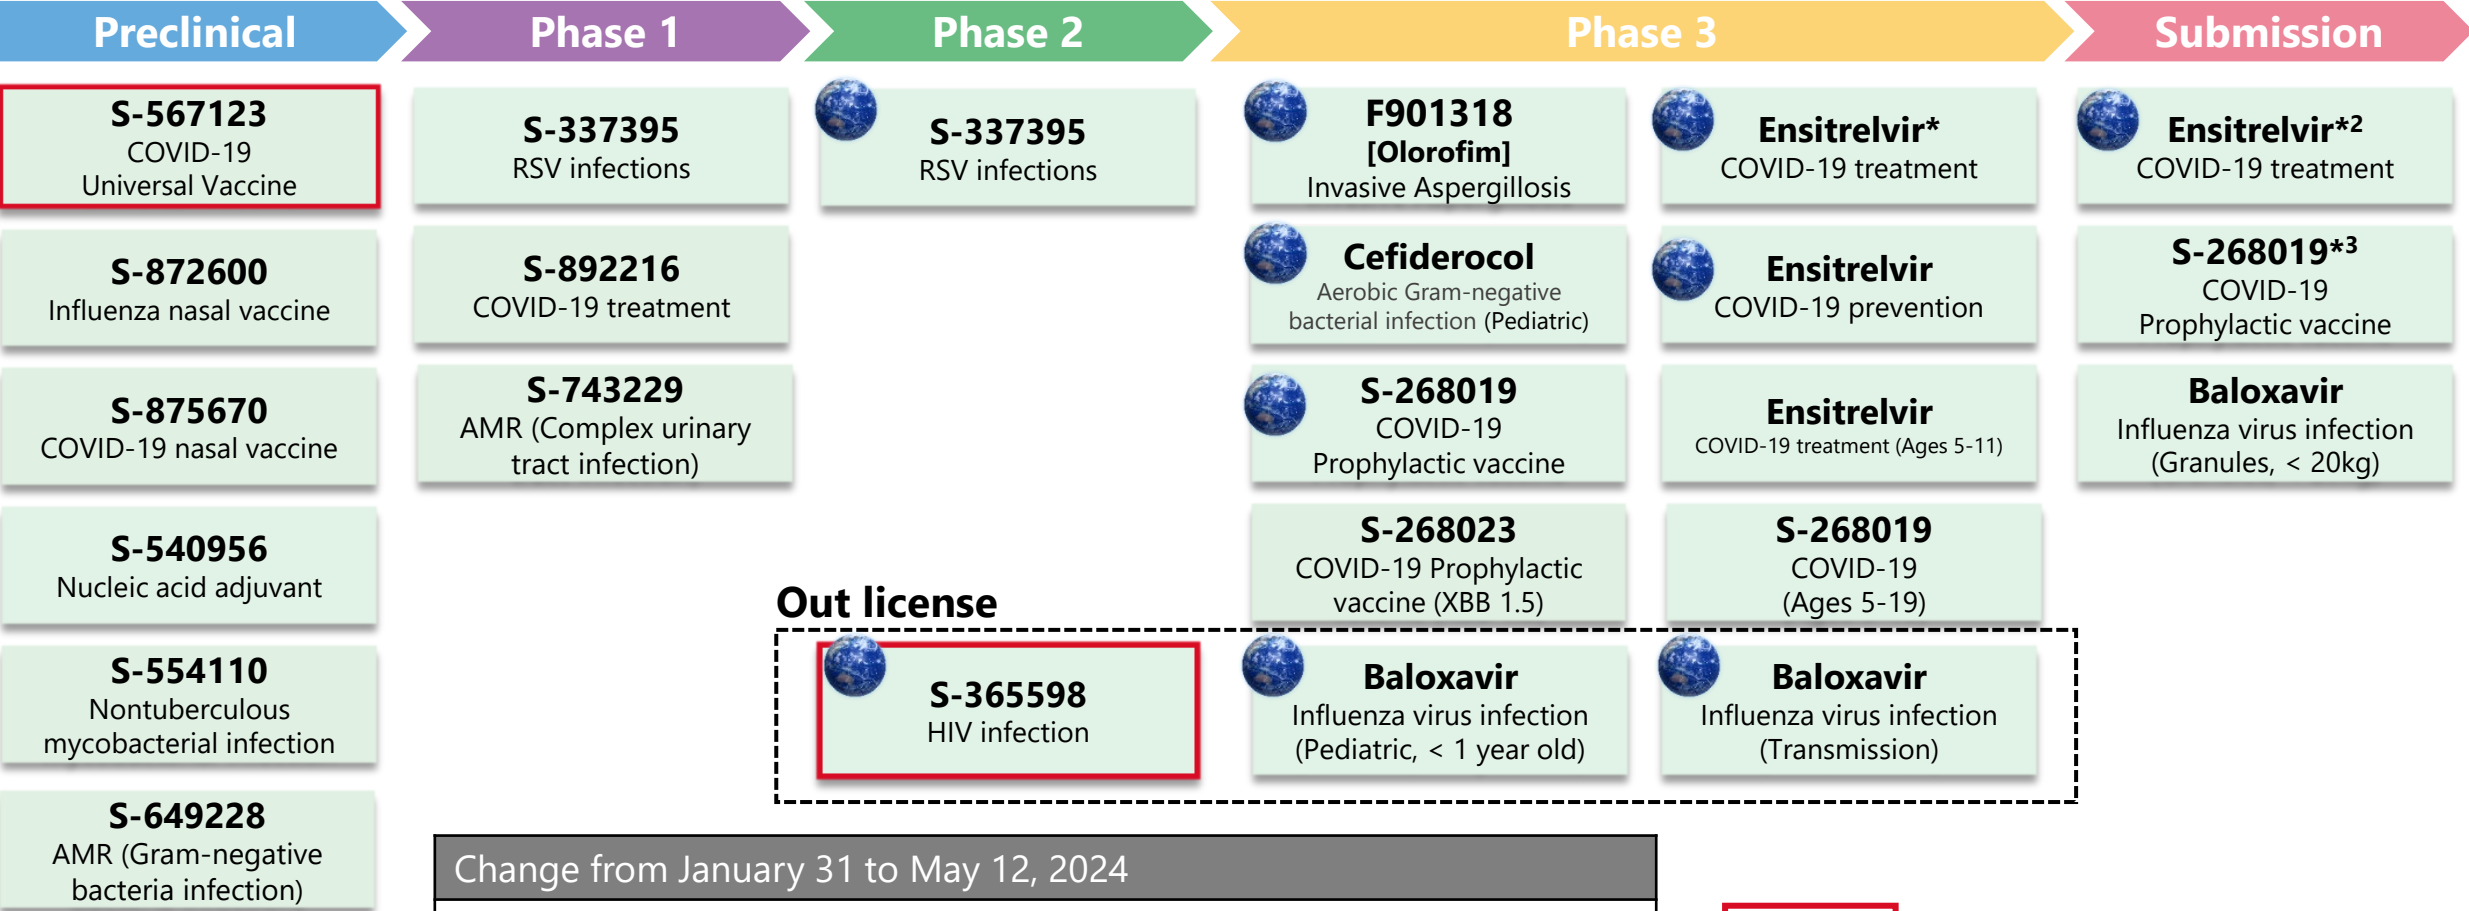 Preclinical
Phase 1
Phase 2
Phase 3
Submission
S-567123
COVID-19
Universal Vaccine
S-872600
Influenza nasal vaccine
S-875670
COVID-19 nasal vaccine
S-540956
Nucleic acid adjuvant
S-554110
Nontuberculous
mycobacterial infection
S-649228
AMR (Gram-negative
bacteria infection)
S-337395
RSV infections
S-892216
COVID-19 treatment
S-743229
AMR (Complex urinary
tract infection)
S-337395
RSV infections
F901318
[Olorofim]
Invasive Aspergillosis
Cefiderocol
Aerobic Gram-negative
bacterial infection (Pediatric)
S-268019
COVID-19
Prophylactic vaccine
S-268023
COVID-19 Prophylactic
vaccine (XBB 1.5)
Ensitrelvir*
COVID-19 treatment
Ensitrelvir
COVID-19 prevention
Ensitrelvir
COVID-19 treatment (Ages 5-11)
S-268019
COVID-19
(Ages 5-19)
Ensitrelvir*2
COVID-19 treatment
S-268019*3
COVID-19
Prophylactic vaccine
Baloxavir
Influenza virus infection
(Granules, < 20kg)
Out license
S-365598
HIV infection
Baloxavir
Influenza virus infection
(Pediatric, < 1 year old)
Baloxavir
Influenza virus infection
(Transmission)
Change from January 31 to May 12, 2024